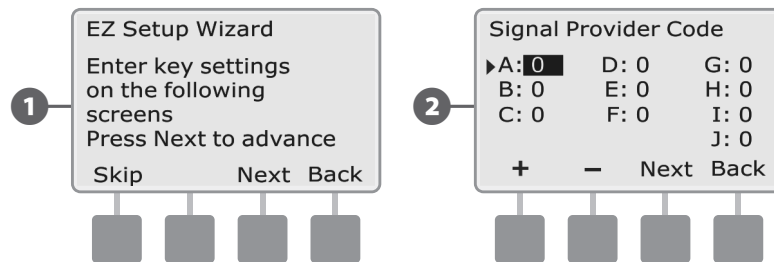 1
EZ Setup Wizard
Enter key settings
on the following
screens
Press Next to advance
Skip Next Back
2
Signal Provider Code
A: 0 D: 0 G: 0
B: 0 E: 0 H: 0
C: 0 F: 0 I: 0
J: 0
+ − Next Back